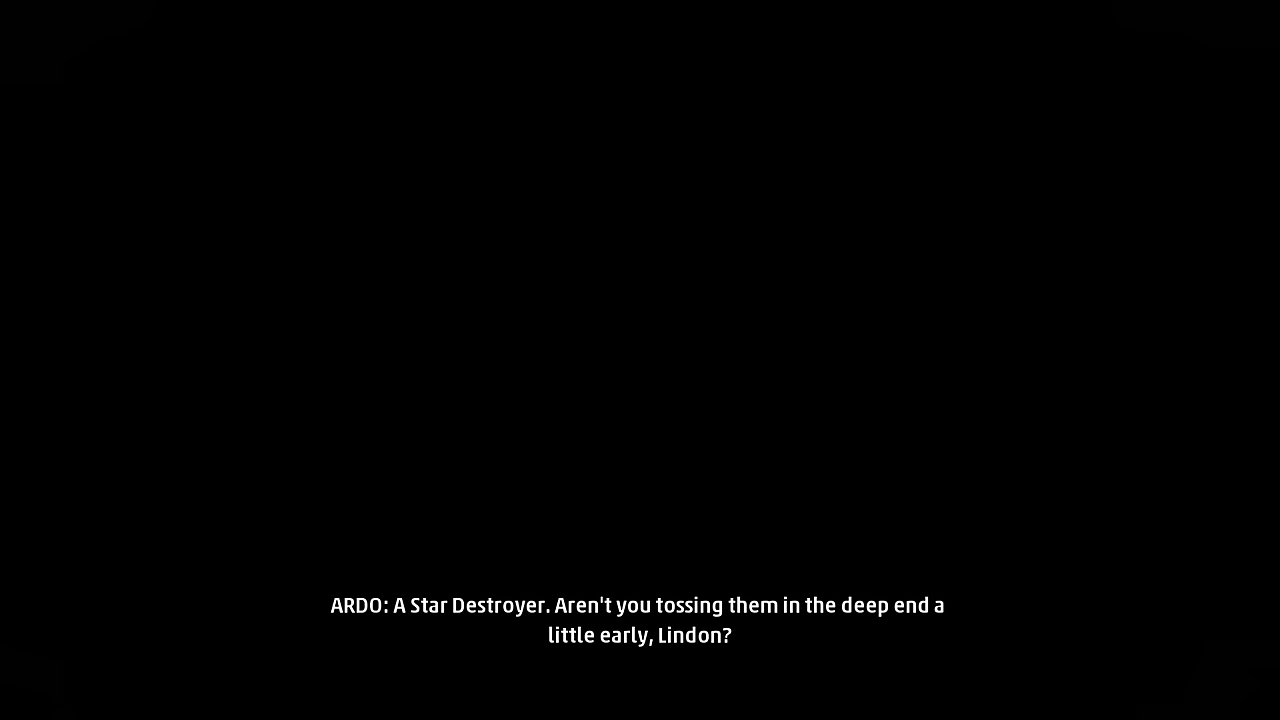 ARDO: A Star Destroyer. Aren't you tossing them in the deep end a
little early, Lindon?